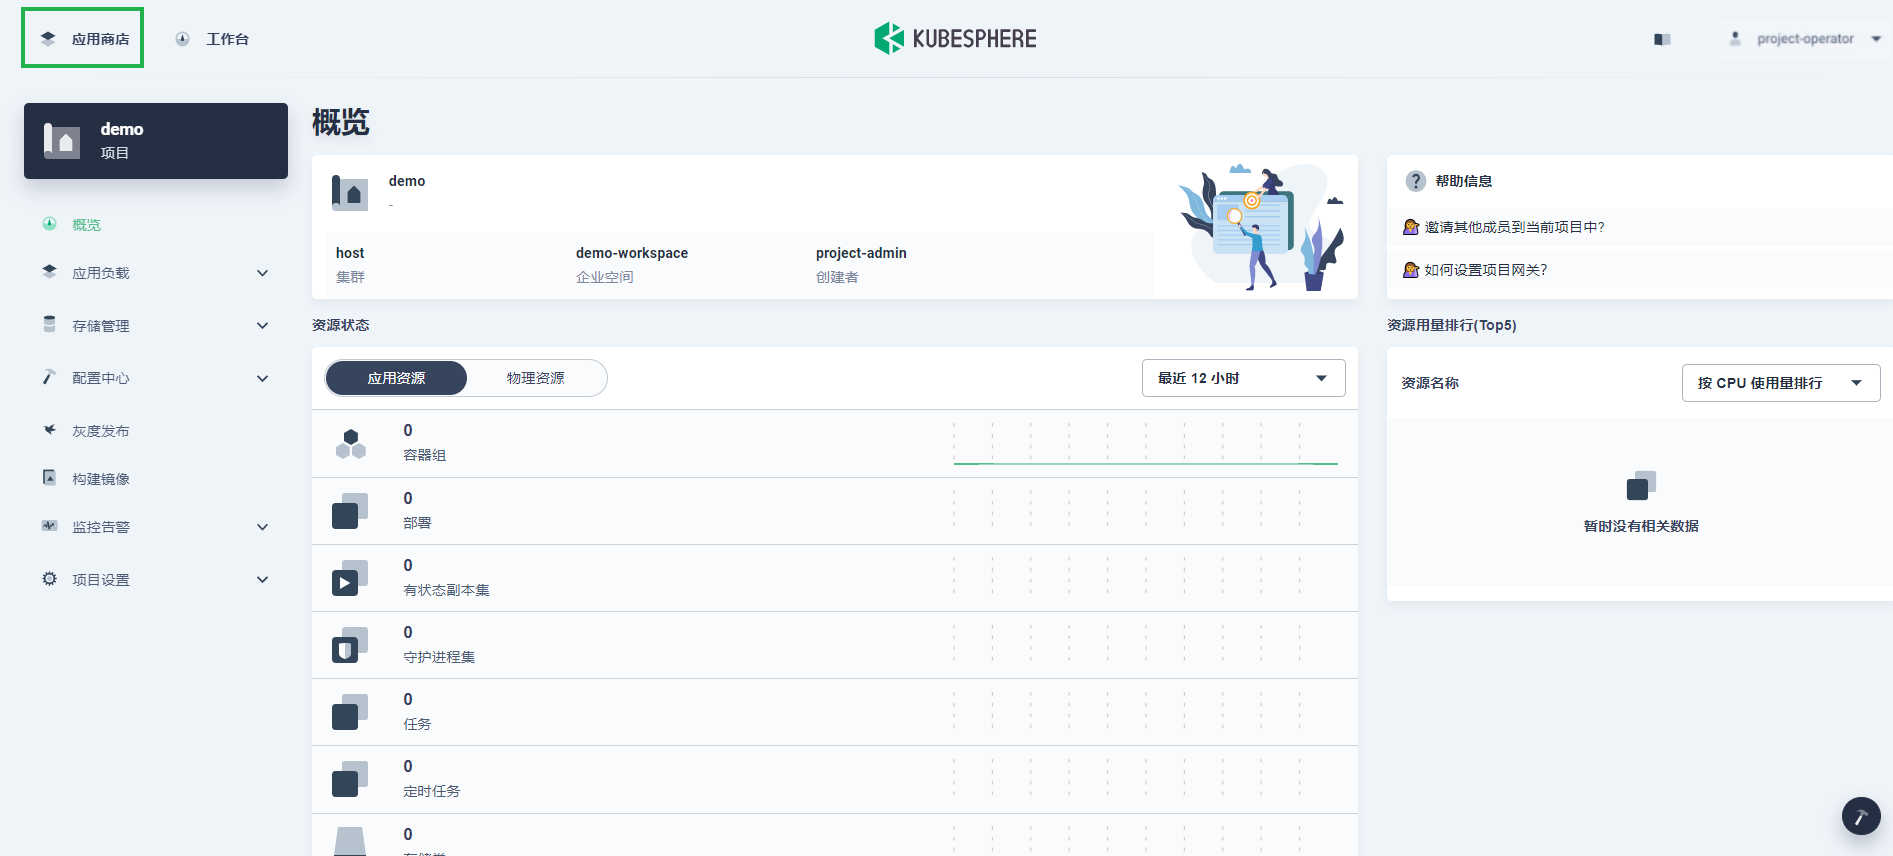 应用商店
工作台
KUBESPHERE
project-operator
demo
项目
概览
应用负载
存储管理
配置中心
灰度发布
构建镜像
监控告警
项目设置
概览
demo
-
host
集群
demo-workspace
企业空间
project-admin
创建者
帮助信息
邀请其他成员到当前项目中?
如何设置项目网关?
资源状态
应用资源
物理资源
最近 12 小时
0
容器组
0
部署
0
有状态副本集
0
守护进程集
0
任务
0
定时任务
0
资源用量排行(Top5)
资源名称
按 CPU 使用量排行
暂时没有相关数据